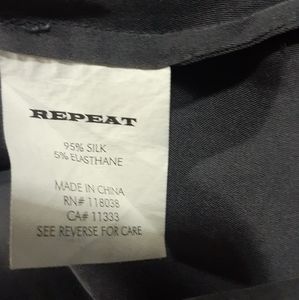 REPEAT
95% SILK
5% ELASTHANE
MADE IN CHINA
RN# 118038
CA# 11333
SEE REVERSE FOR CARE